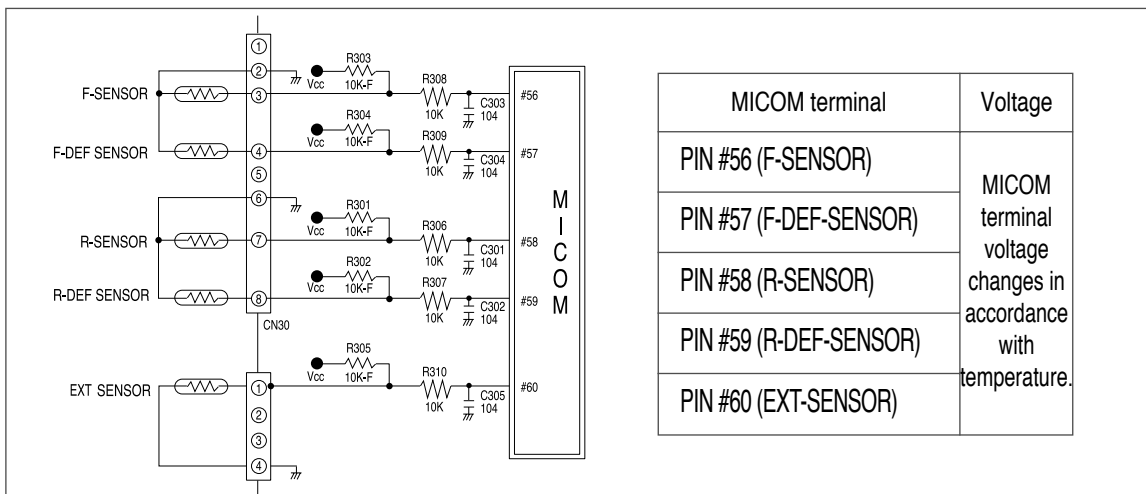 ①
②
F-SENSOR
③
R303
Vcc
10K-F
R308
10K
C303
104
#56
F-DEF SENSOR
④
R304
Vcc
10K-F
R309
10K
C304
104
#57
⑤
⑥
R-SENSOR
⑦
R301
Vcc
10K-F
R306
10K
C301
104
#58
R-DEF SENSOR
⑧
R302
Vcc
10K-F
R307
10K
C302
104
#59
CN30
EXT SENSOR
①
R305
Vcc
10K-F
R310
10K
C305
104
#60
②
③
④
M
I
C
O
M
MICOM terminal
Voltage
PIN #56 (F-SENSOR)
PIN #57 (F-DEF-SENSOR)
PIN #58 (R-SENSOR)
PIN #59 (R-DEF-SENSOR)
PIN #60 (EXT-SENSOR)
MICOM
terminal
voltage
changes in
accordance
with
temperature.